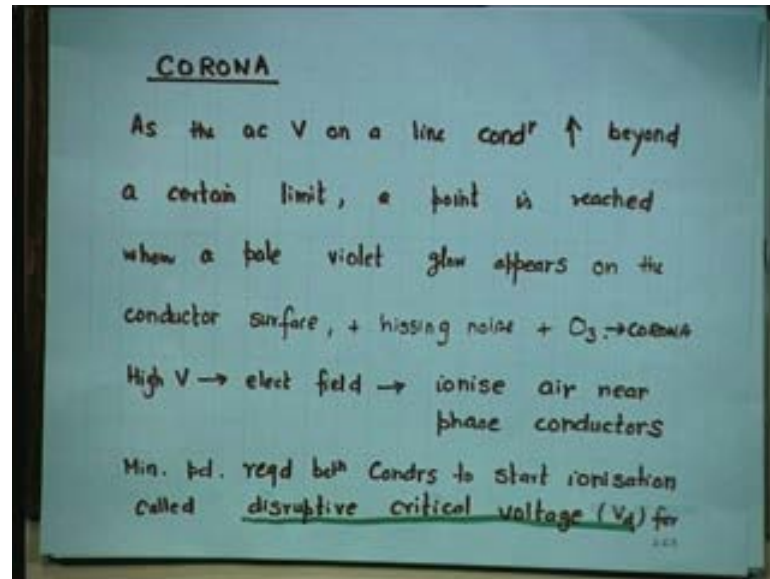 CORONA
As the ac V on a line condr ↑ beyond
a certain limit, a point is reached
when a pale violet glow appears on the
conductor surface, + hissing noise + O3.→CORONA
High V → elect field → ionise air near
phase conductors
Min. pd. reqd betn Condrs to start ionisation
called disruptive critical voltage (Vd) for